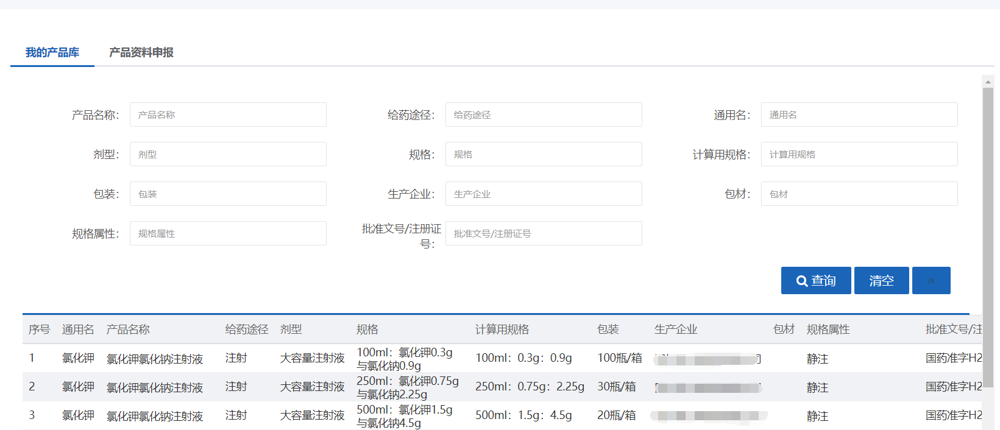 我的产品库 产品资料申报
产品名称： 产品名称 给药途径： 给药途径 通用名： 通用名
剂型： 剂型 规格： 规格 计算用规格： 计算用规格
包装： 包装 生产企业： 生产企业 包材： 包材
规格属性： 规格属性 批准文号/注册证号： 批准文号/注册证号
查询 清空
序号 通用名 产品名称 给药途径 剂型 规格 计算用规格 包装 生产企业 包材 规格属性 批准文号/注
1 氯化钾 氯化钾氯化钠注射液 注射 大容量注射液 100ml：氯化钾0.3g与氯化钠0.9g 100ml：0.3g：0.9g 100瓶/箱 静注 国药准字H2
2 氯化钾 氯化钾氯化钠注射液 注射 大容量注射液 250ml：氯化钾0.75g与氯化钠2.25g 250ml：0.75g：2.25g 30瓶/箱 静注 国药准字H2
3 氯化钾 氯化钾氯化钠注射液 注射 大容量注射液 500ml：氯化钾1.5g与氯化钠4.5g 500ml：1.5g：4.5g 20瓶/箱 静注 国药准字H2